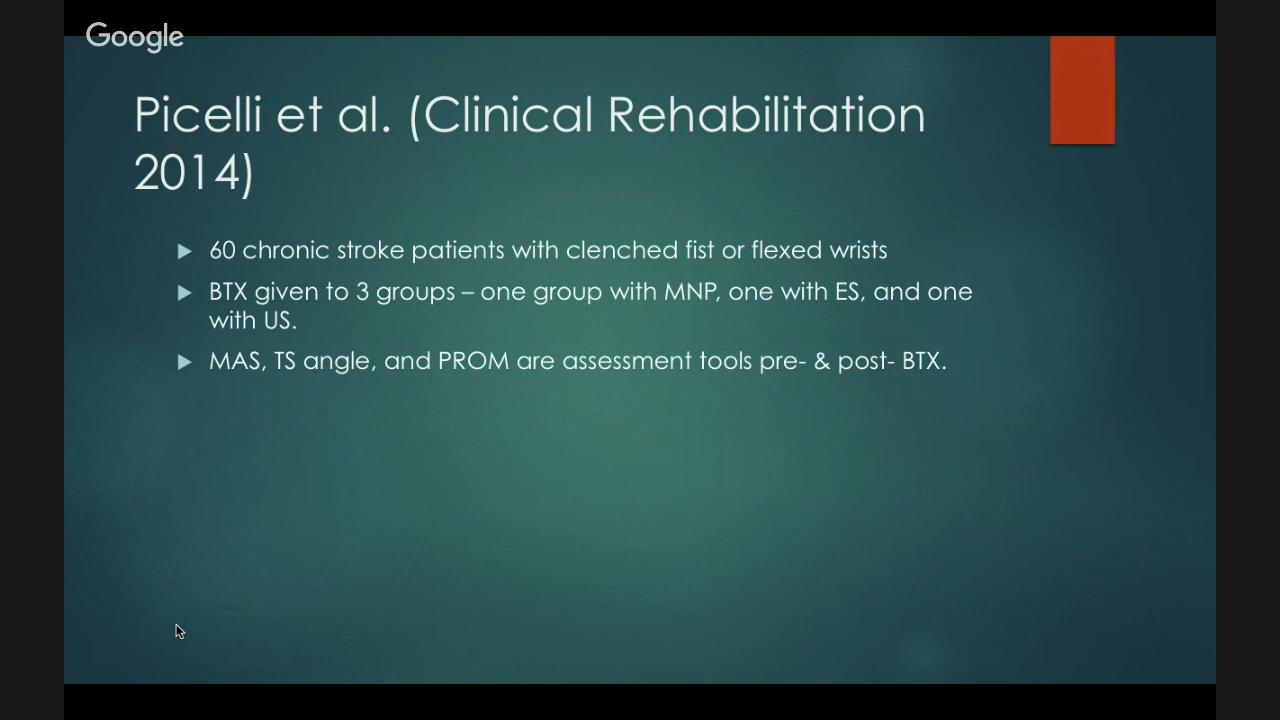 Google
Picelli et al. (Clinical Rehabilitation
2014)
60 chronic stroke patients with clenched fist or flexed wrists
BTX given to 3 groups – one group with MNP, one with ES, and one
with US.
MAS, TS angle, and PROM are assessment tools pre- & post- BTX.